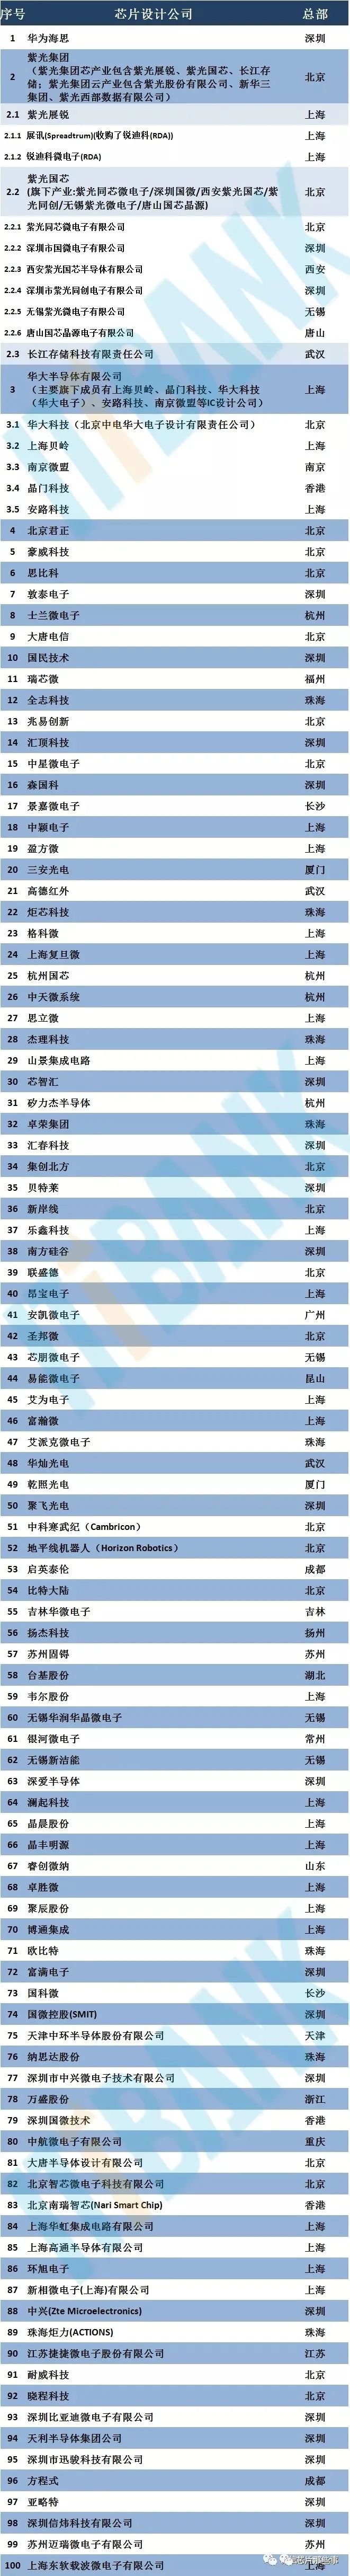 序号 芯片设计公司 总部
1 华为海思 深圳
2 紫光集团
（紫光集团芯产业包含紫光展锐、紫光国芯、长江存
储；紫光集团云产业包含紫光股份有限公司、新华三
集团、紫光西部数据有限公司） 北京
2.1 紫光展锐 上海
2.1.1 展讯(Spreadtrum)(收购了锐迪科(RDA)) 上海
2.1.2 锐迪科微电子(RDA) 上海
2.2 紫光国芯
(旗下产业:紫光同芯微电子/深圳国微/西安紫光国芯/紫
光同创/无锡紫光微电子/唐山国芯晶源) 北京
2.2.1 紫光同芯微电子有限公司 北京
2.2.2 深圳市国微电子有限公司 深圳
2.2.3 西安紫光国芯半导体有限公司 西安
2.2.4 深圳市紫光同创电子有限公司 深圳
2.2.5 无锡紫光微电子有限公司 无锡
2.2.6 唐山国芯晶源电子有限公司 唐山
2.3 长江存储科技有限责任公司 武汉
3 华大半导体有限公司
（主要旗下成员有上海贝岭、晶门科技、华大科技
（华大电子）、安路科技、南京微盟等IC设计公司） 上海
3.1 华大科技（北京中电华大电子设计有限责任公司） 北京
3.2 上海贝岭 上海
3.3 南京微盟 南京
3.4 晶门科技 香港
3.5 安路科技 上海
4 北京君正 北京
5 豪威科技 北京
6 思比科 北京
7 敦泰电子 深圳
8 士兰微电子 杭州
9 大唐电信 北京
10 国民技术 深圳
11 瑞芯微 福州
12 全志科技 珠海
13 兆易创新 北京
14 汇顶科技 深圳
15 中星微电子 北京
16 森国科 深圳
17 景嘉微电子 长沙
18 中颖电子 上海
19 盈方微 上海
20 三安光电 厦门
21 高德红外 武汉
22 炬芯科技 珠海
23 格科微 上海
24 上海复旦微 上海
25 杭州国芯 杭州
26 中天微系统 杭州
27 思立微 上海
28 杰理科技 珠海
29 山景集成电路 上海
30 芯智汇 深圳
31 矽力杰半导体 杭州
32 卓荣集团 珠海
33 汇春科技 深圳
34 集创北方 北京
35 贝特莱 深圳
36 新岸线 北京
37 乐鑫科技 上海
38 南方硅谷 深圳
39 联盛德 北京
40 昂宝电子 上海
41 安凯微电子 广州
42 圣邦微 北京
43 芯朋微电子 无锡
44 易能微电子 昆山
45 艾为电子 上海
46 富瀚微 上海
47 艾派克微电子 珠海
48 华灿光电 武汉
49 乾照光电 厦门
50 聚飞光电 深圳
51 中科寒武纪（Cambricon） 北京
52 地平线机器人（Horizon Robotics） 北京
53 启英泰伦 成都
54 比特大陆 北京
55 吉林华微电子 吉林
56 扬杰科技 扬州
57 苏州固锝 苏州
58 台基股份 湖北
59 韦尔股份 上海
60 无锡华润华晶微电子 无锡
61 银河微电子 常州
62 无锡新洁能 无锡
63 深爱半导体 深圳
64 澜起科技 上海
65 晶晨股份 上海
66 晶丰明源 上海
67 睿创微纳 山东
68 卓胜微 上海
69 聚辰股份 上海
70 博通集成 上海
71 欧比特 珠海
72 富满电子 深圳
73 国科微 长沙
74 国微控股(SMIT) 深圳
75 天津中环半导体股份有限公司 天津
76 纳思达股份 珠海
77 深圳市中兴微电子技术有限公司 深圳
78 万盛股份 浙江
79 深圳国微技术 香港
80 中航微电子有限公司 重庆
81 大唐半导体设计有限公司 北京
82 北京智芯微电子科技有限公司 北京
83 北京南瑞智芯(Nari Smart Chip) 香港
84 上海华虹集成电路有限公司 上海
85 上海高通半导体有限公司 上海
86 环旭电子 上海
87 新相微电子(上海)有限公司 上海
88 中兴(Zte Microelectronics) 深圳
89 珠海炬力(ACTIONS) 珠海
90 江苏捷捷微电子股份有限公司 江苏
91 耐威科技 北京
92 晓程科技 北京
93 深圳比亚迪微电子有限公司 深圳
94 天利半导体集团公司 深圳
95 深圳市迅骏科技有限公司 深圳
96 方程式 成都
97 亚略特 深圳
98 深圳信炜科技有限公司 深圳
99 苏州迈瑞微电子有限公司 苏州
100 上海东软载波微电子有限公司 上海